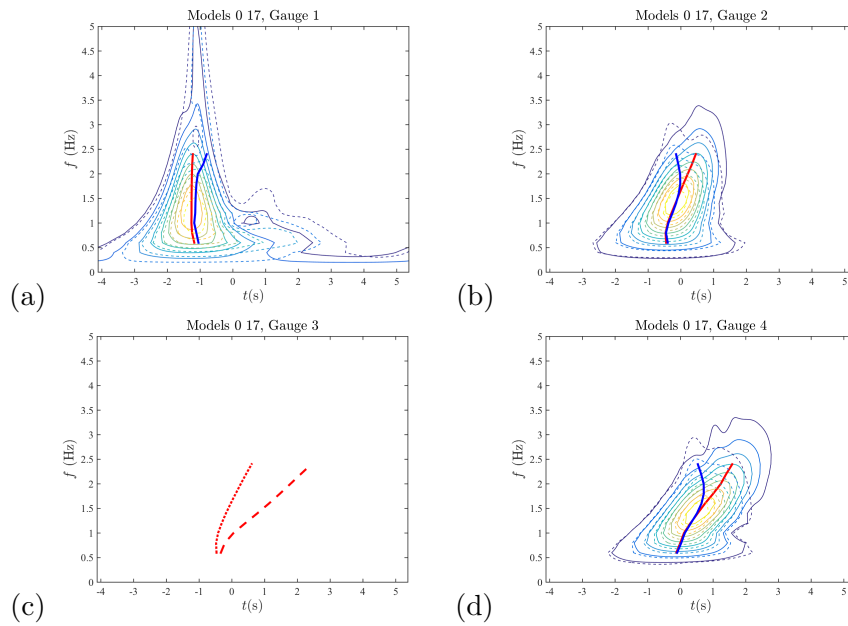 Models 0 17, Gauge 1
5
4.5
4
3.5
3
2.5
2
1.5
1
0.5
0
f (Hz)
-4 -3 -2 -1 0 1 2 3 4 5
t(s)
(a)
Models 0 17, Gauge 2
5
4.5
4
3.5
3
2.5
2
1.5
1
0.5
0
f (Hz)
-4 -3 -2 -1 0 1 2 3 4 5
t(s)
(b)
Models 0 17, Gauge 3
5
4.5
4
3.5
3
2.5
2
1.5
1
0.5
0
f (Hz)
-4 -3 -2 -1 0 1 2 3 4 5
t(s)
(c)
Models 0 17, Gauge 4
5
4.5
4
3.5
3
2.5
2
1.5
1
0.5
0
f (Hz)
-4 -3 -2 -1 0 1 2 3 4 5
t(s)
(d)